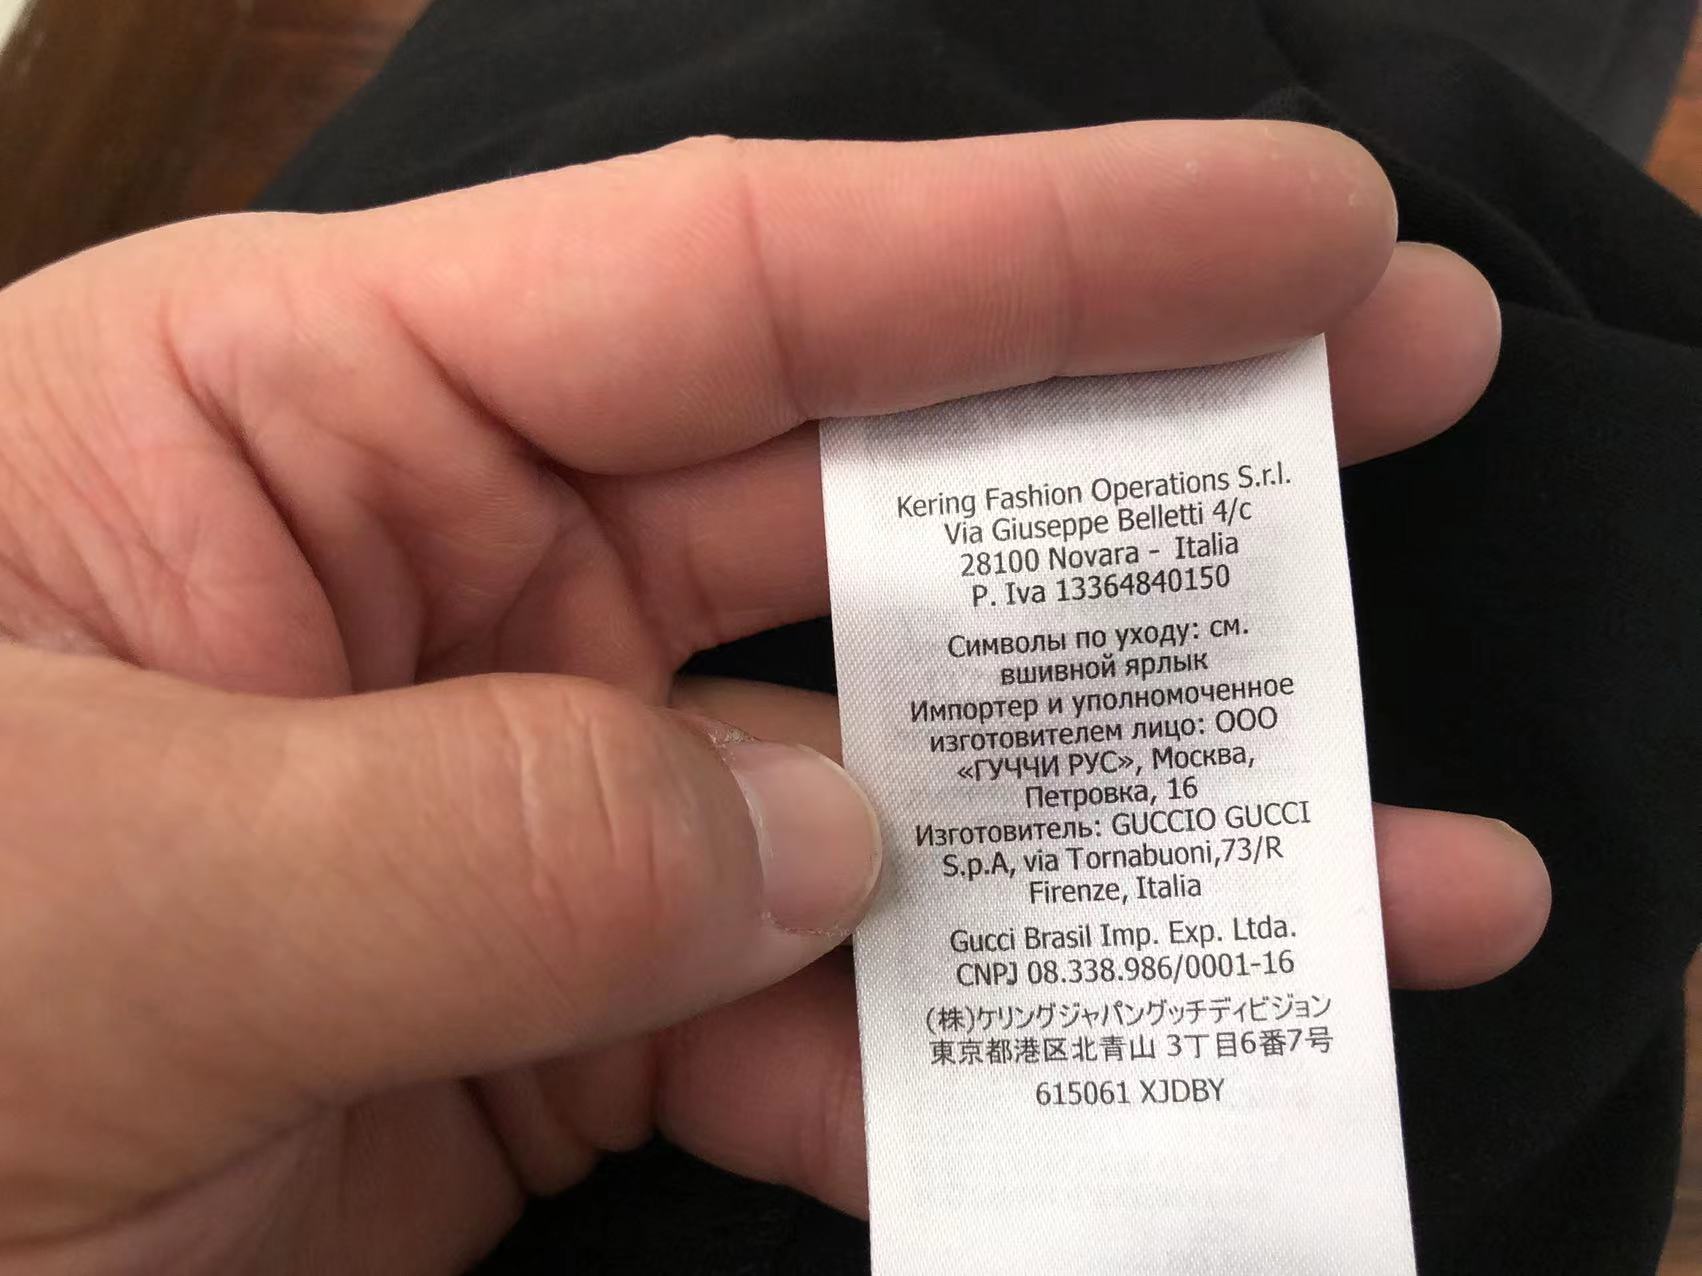 Kering Fashion Operations S.r.l.
Via Giuseppe Belletti 4/c
28100 Novara - Italia
P. Iva 13364840150
Символы по уходу: см.
вшивной ярлык
Импортер и уполномоченное
изготовителем лицо: ООО
«ГУЧЧИ РУС», Москва,
Петровка, 16
Изготовитель: GUCCIO GUCCI
S.p.A, via Tornabuoni,73/R
Firenze, Italia
Gucci Brasil Imp. Exp. Ltda.
CNPJ 08.338.986/0001-16
(株)ケリングジャパングッチディビジョン
東京都港区北青山 3丁目6番7号
615061 XJDBY